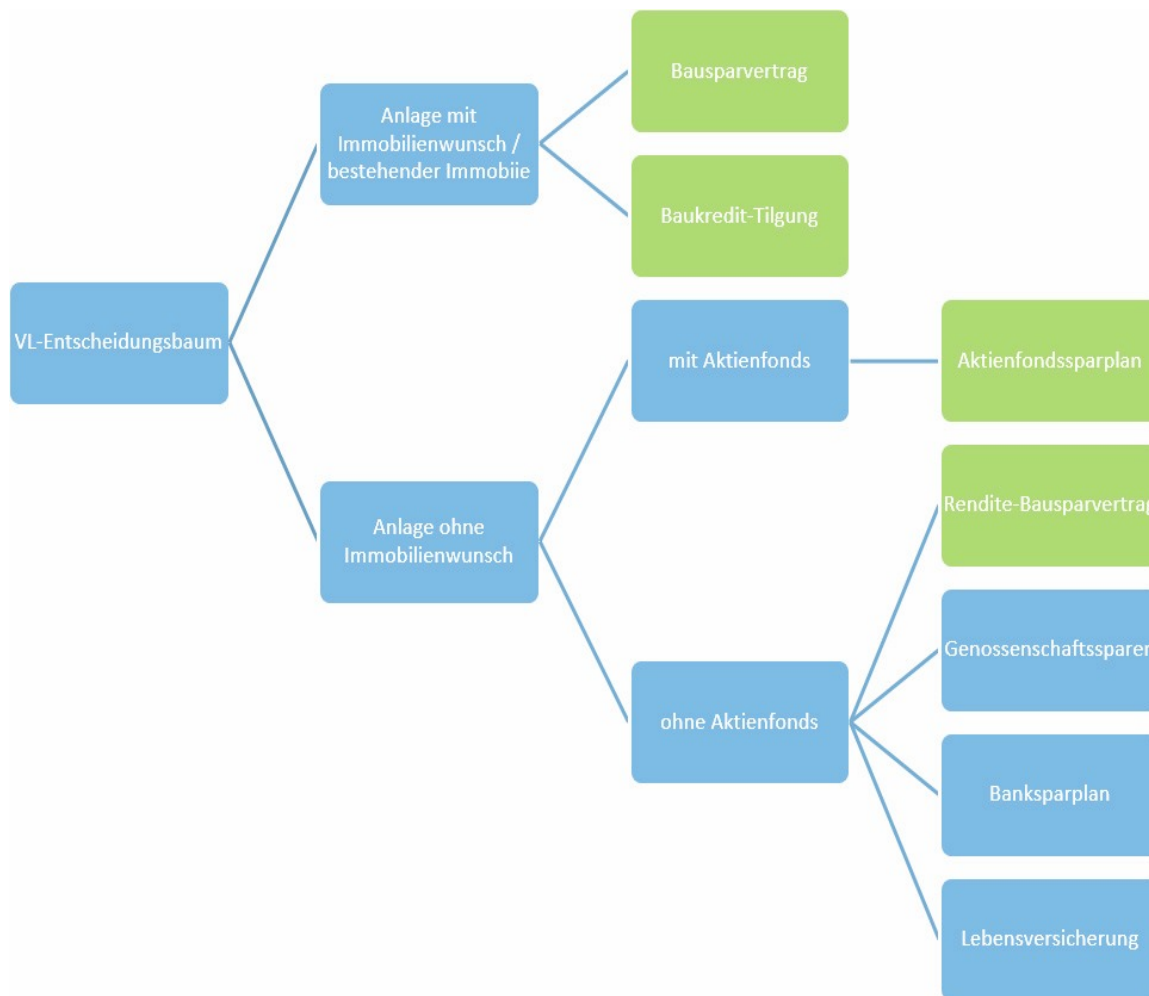 Bausparvertrag
Anlage mit
Immobilienwunsch /
bestehender Immobiie
Baukredit-Tilgung
VL-Entscheidungsbaum
mit Aktienfonds
Aktienfondssparplan
Rendite-Bausparvertrag
Anlage ohne
Immobilienwunsch
Genossenschaftssparen
ohne Aktienfonds
Banksparplan
Lebensversicherung